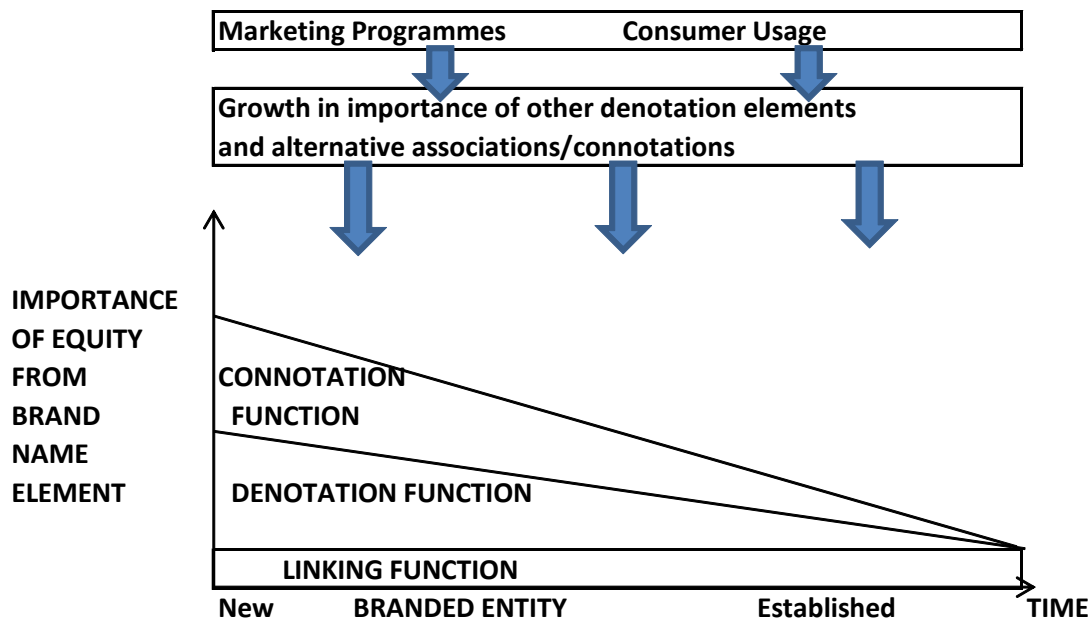 Marketing Programmes Consumer Usage
Growth in importance of other denotation elements
and alternative associations/connotations
IMPORTANCE
OF EQUITY
FROM
BRAND
NAME
ELEMENT
CONNOTATION
FUNCTION
DENOTATION FUNCTION
LINKING FUNCTION
New BRANDED ENTITY Established TIME